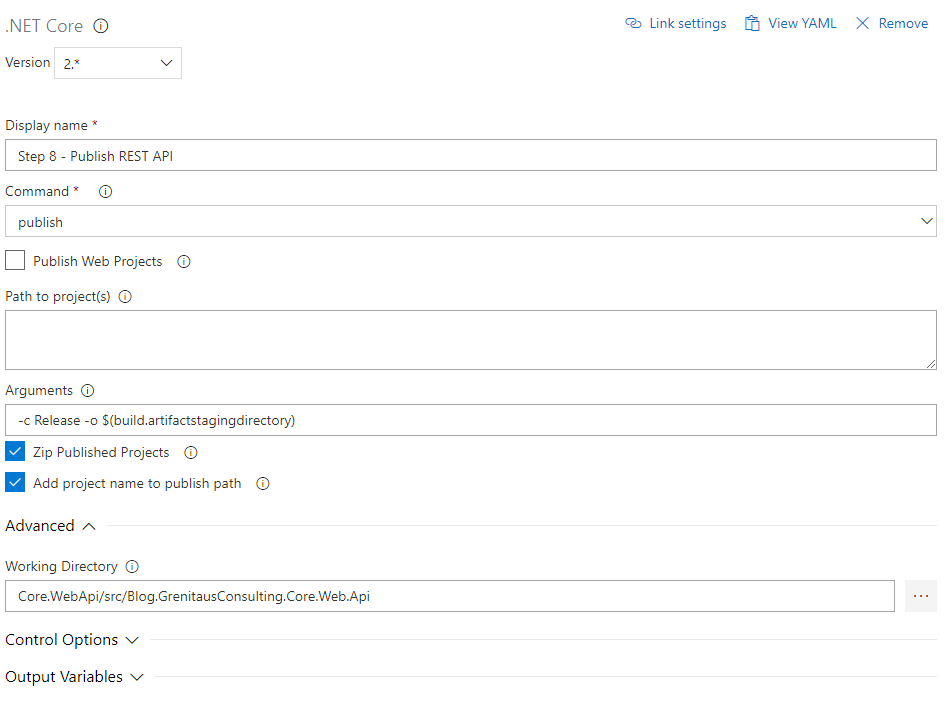 .NET Core
Link settings View YAML Remove
Version 2.*
Display name *
Step 8 - Publish REST API
Command *
publish
Publish Web Projects
Path to project(s)
Arguments
-c Release -o $(build.artifactstagingdirectory)
Zip Published Projects
Add project name to publish path
Advanced
Working Directory
Core.WebApi/src/Blog.GrenitausConsulting.Core.Web.Api
...
Control Options
Output Variables